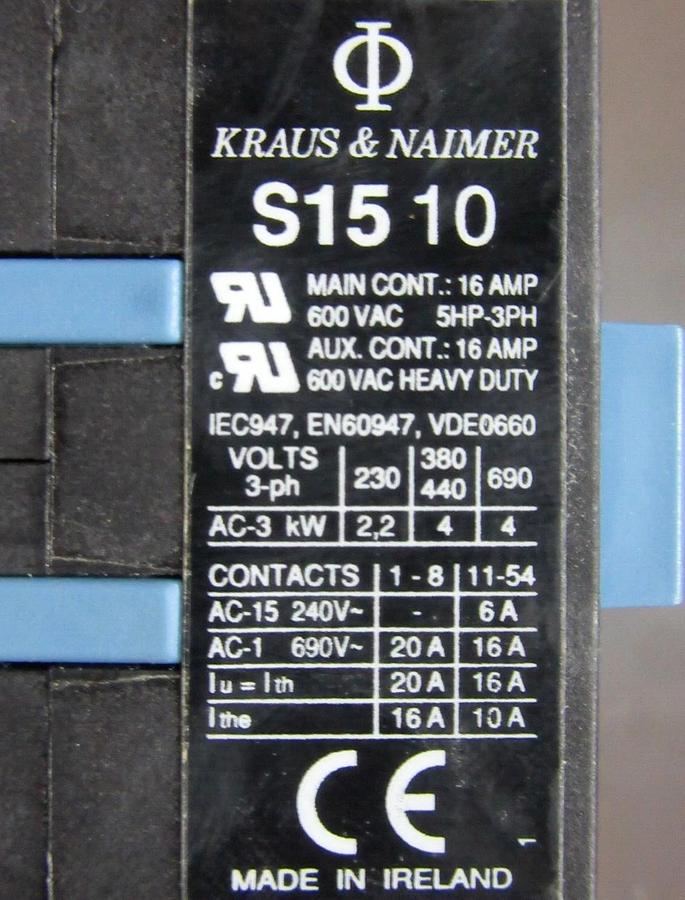 KRAUS & NAIMER
S15 10
MAIN CONT.: 16 AMP
600 VAC 5HP-3PH
AUX. CONT.: 16 AMP
c 600 VAC HEAVY DUTY
IEC947, EN60947, VDE0660
VOLTS 3-ph 230 380 440 690
AC-3 kW 2,2 4 4
CONTACTS 1 - 8 11-54
AC-15 240V~ - 6 A
AC-1 690V~ 20 A 16 A
Iu = Ith 20 A 16 A
Ithe 16 A 10 A
CE
1
MADE IN IRELAND